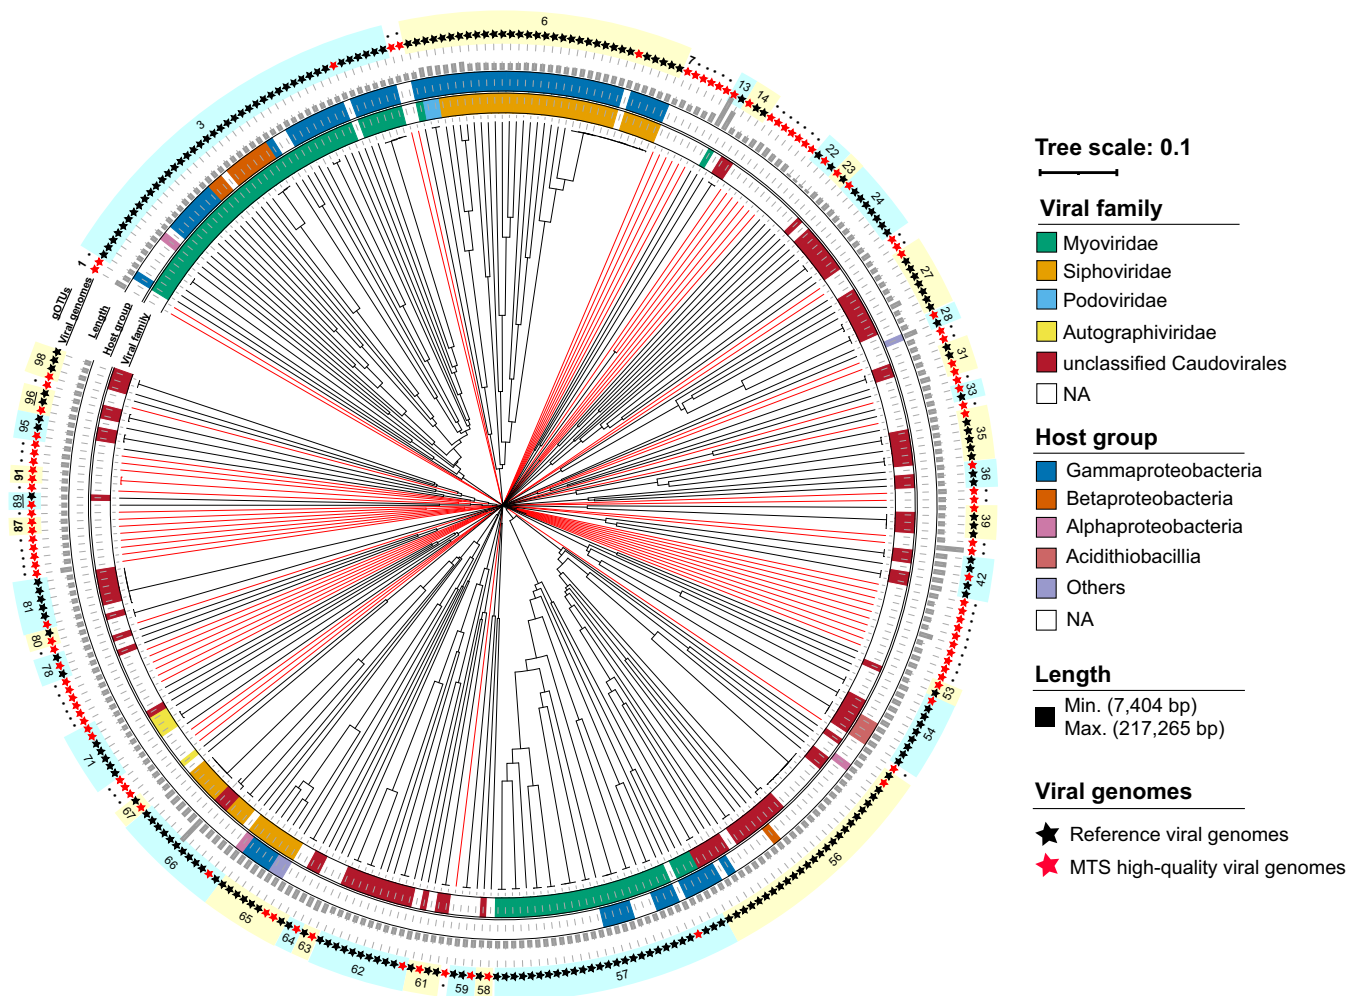 gOTUs
Viral genomes
Length
Host group
Viral family
1
3
6
7
13
14
22
23
24
27
28
31
33
35
36
39
42
53
54
56
57
58
59
61
62
63
64
65
66
67
71
78
80
81
87
89
91
95
96
98
Tree scale: 0.1
Viral family
Myoviridae
Siphoviridae
Podoviridae
Autographiviridae
unclassified Caudovirales
NA
Host group
Gammaproteobacteria
Betaproteobacteria
Alphaproteobacteria
Acidithiobacillia
Others
NA
Length
Min. (7,404 bp)
Max. (217,265 bp)
Viral genomes
Reference viral genomes
MTS high-quality viral genomes